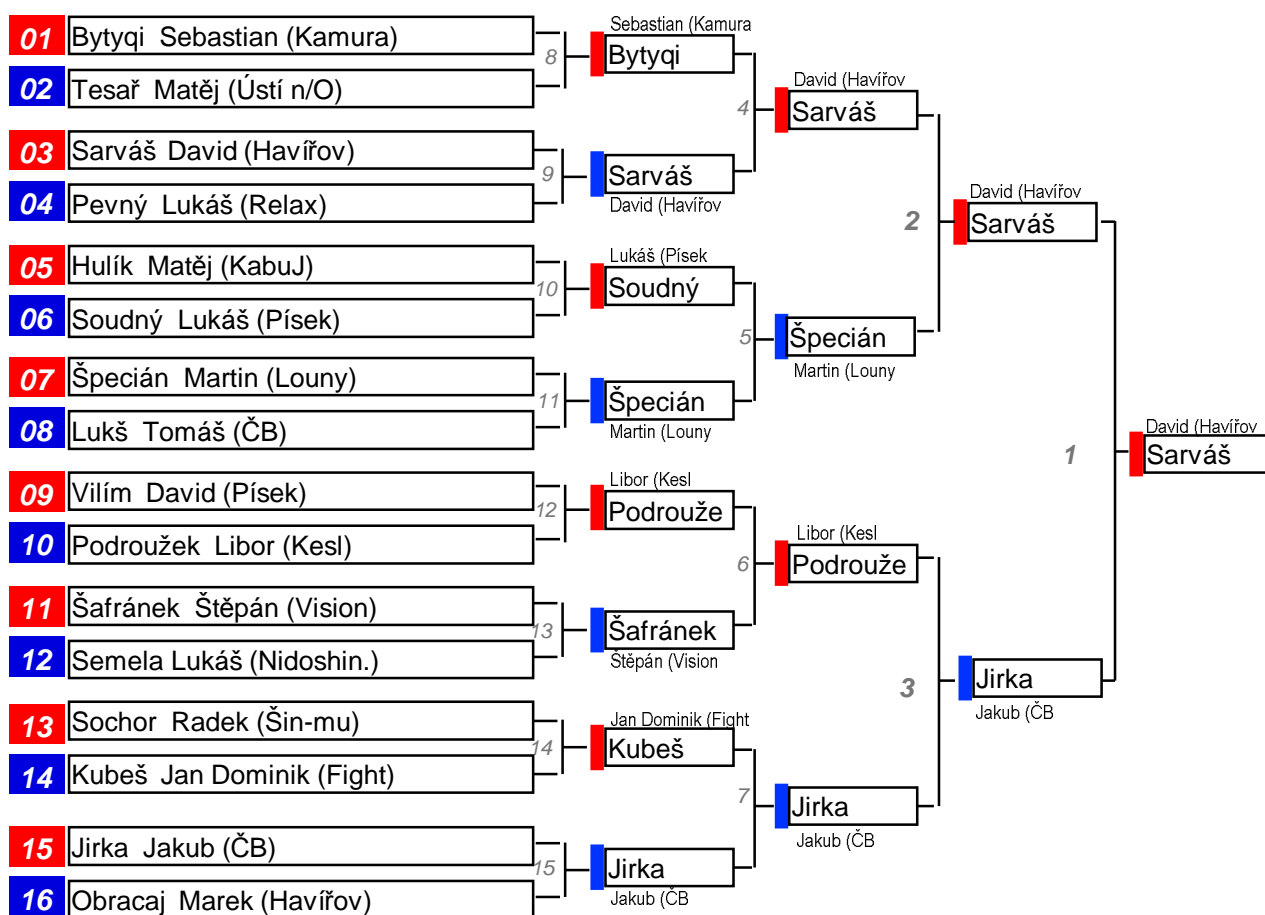 01 Bytyqi Sebastian (Kamura)
02 Tesař Matěj (Ústí n/O)
03 Sarváš David (Havířov)
04 Pevný Lukáš (Relax)
05 Hulík Matěj (KabuJ)
06 Soudný Lukáš (Písek)
07 Špecián Martin (Louny)
08 Lukš Tomáš (ČB)
09 Vilím David (Písek)
10 Podroužek Libor (Kesl)
11 Šafránek Štěpán (Vision)
12 Semela Lukáš (Nidoshin.)
13 Sochor Radek (Šin-mu)
14 Kubeš Jan Dominik (Fight)
15 Jirka Jakub (ČB)
16 Obracaj Marek (Havířov)
8
9
10
11
12
13
14
15
Sebastian (Kamura
Bytyqi
Sarváš
David (Havířov
Lukáš (Písek
Soudný
Špecián
Martin (Louny
Libor (Kesl
Podrouže
Šafránek
Štěpán (Vision
Jan Dominik (Fight
Kubeš
Jirka
Jakub (ČB
4
5
6
7
David (Havířov
Sarváš
Špecián
Martin (Louny
Libor (Kesl
Podrouže
Jirka
Jakub (ČB
2
3
David (Havířov
Sarváš
Jirka
Jakub (ČB
1
David (Havířov
Sarváš